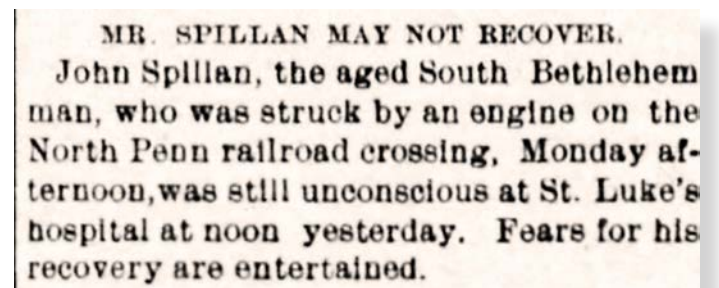 MR. SPILLAN MAY NOT RECOVER.
John Spillan, the aged South Bethlehem
man, who was struck by an engine on the
North Penn railroad crossing, Monday af-
ternoon, was still unconscious at St. Luke's
hospital at noon yesterday. Fears for his
recovery are entertained.